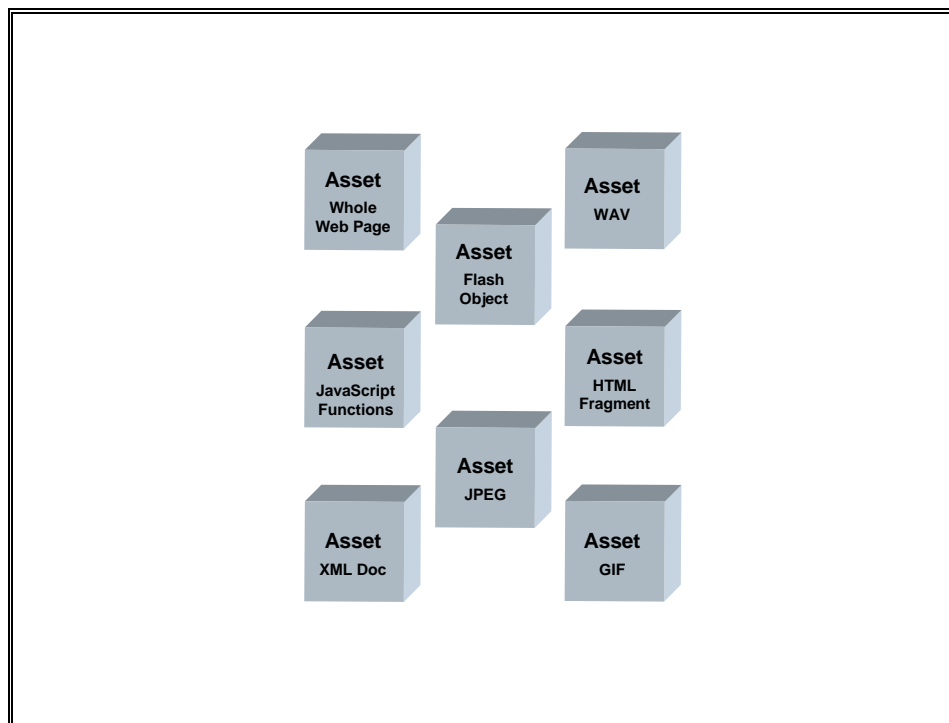 Asset
Whole
Web Page
Asset
WAV
Asset
Flash
Object
Asset
JavaScript
Functions
Asset
HTML
Fragment
Asset
JPEG
Asset
XML Doc
Asset
GIF